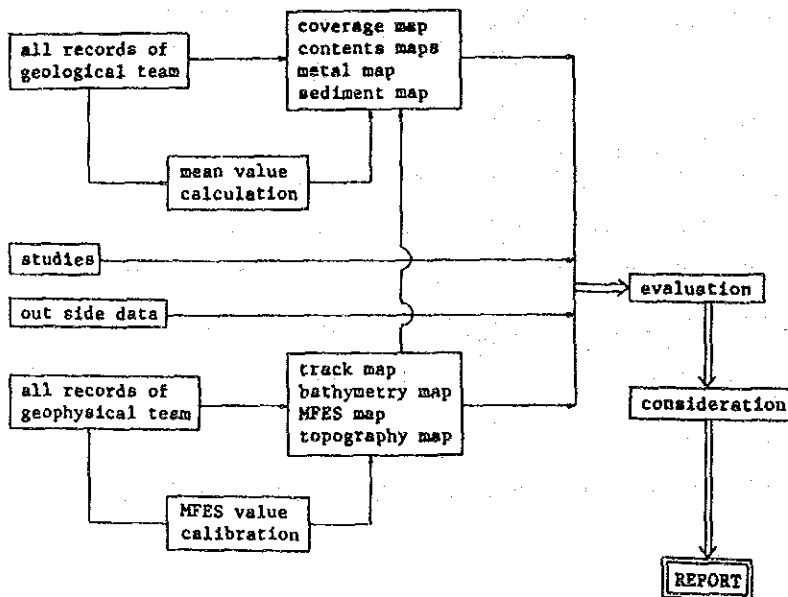 all records of
geological team
coverage map
contents maps
metal map
sediment map
mean value
calculation
studies
out side data
evaluation
all records of
geophysical team
track map
bathymetry map
MFES map
topography map
consideration
MFES value
calibration
REPORT